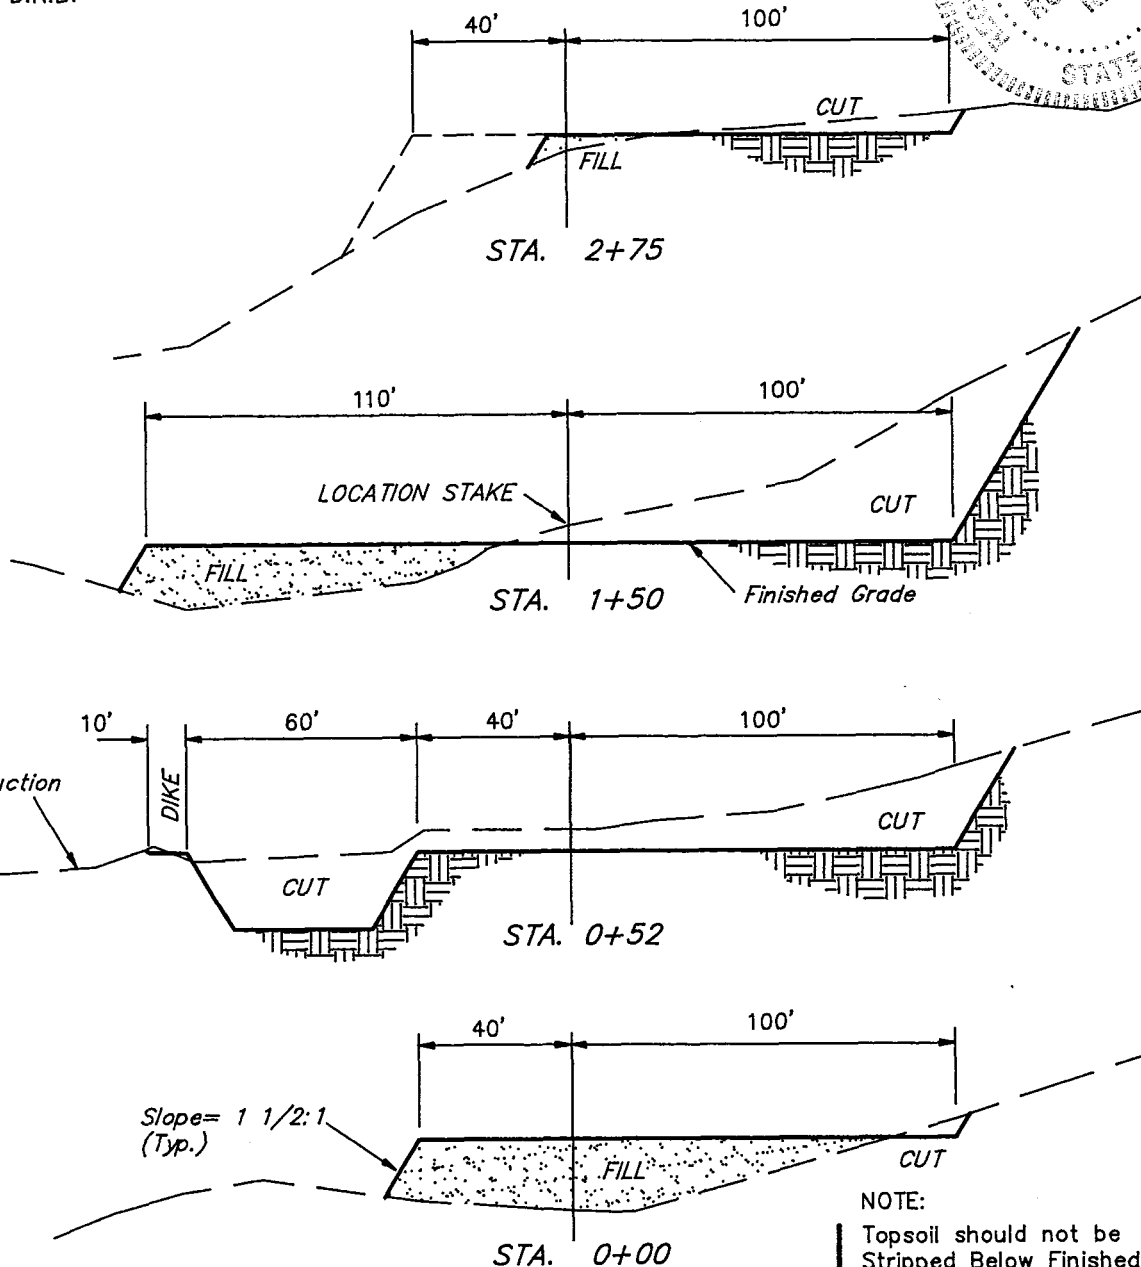 40'
100'
STATE
CUT
FILL
STA. 2+75
110'
100'
LOCATION STAKE
CUT
FILL
STA. 1+50
Finished Grade
10'
60'
40'
100'
DIKE
CUT
CUT
STA. 0+52
40'
100'
Slope= 1 1/2:1
(Typ.)
FILL
CUT
STA. 0+00
NOTE:
Topsoil should not be
Stripped Below Finished